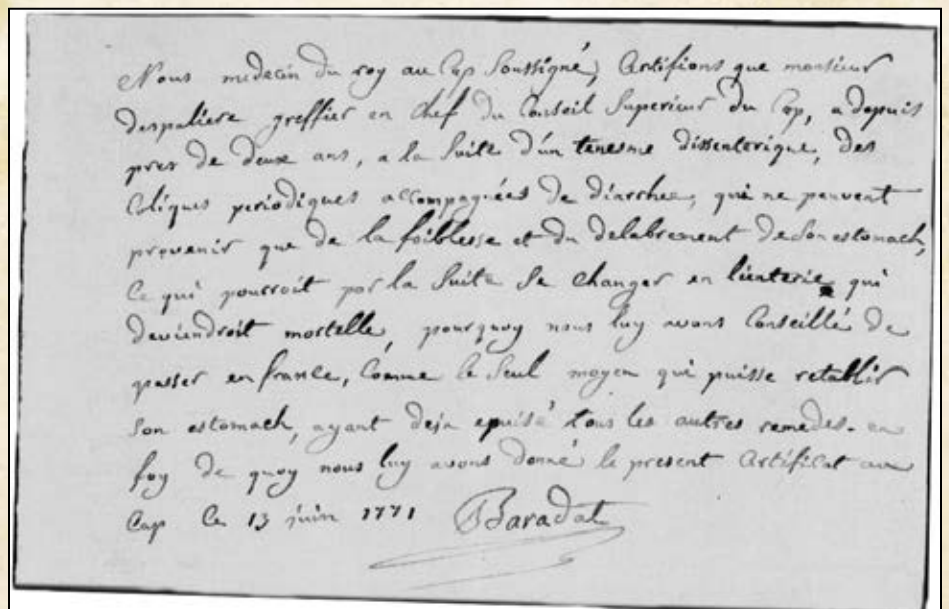 Nous medecin du roy au Cap Soussigné, Certifions que monsieur
despaliere greffier en Chef du Conseil Superieur du Cap, a depuis
pres de deux ans, a la Suite d'un tenesme dissenterique, des
Coliques periodiques accompagnées de diarrhea, qui ne peuvent
provenir que de la foiblesse et du delabrement de Son estomach,
Ce qui pourroit par la Suite Se changer en lienterie qui
deviendroit mortelle, pourquoy nous luy avons Conseillé de
passer en france, Comme le Seul moyen qui puisse retablir
Son estomach, ayant deja epuisé tous les autres remedes. en
foy de quoy nous luy avons donné le present Certificat au
Cap Ce 13 juin 1771 Baradat